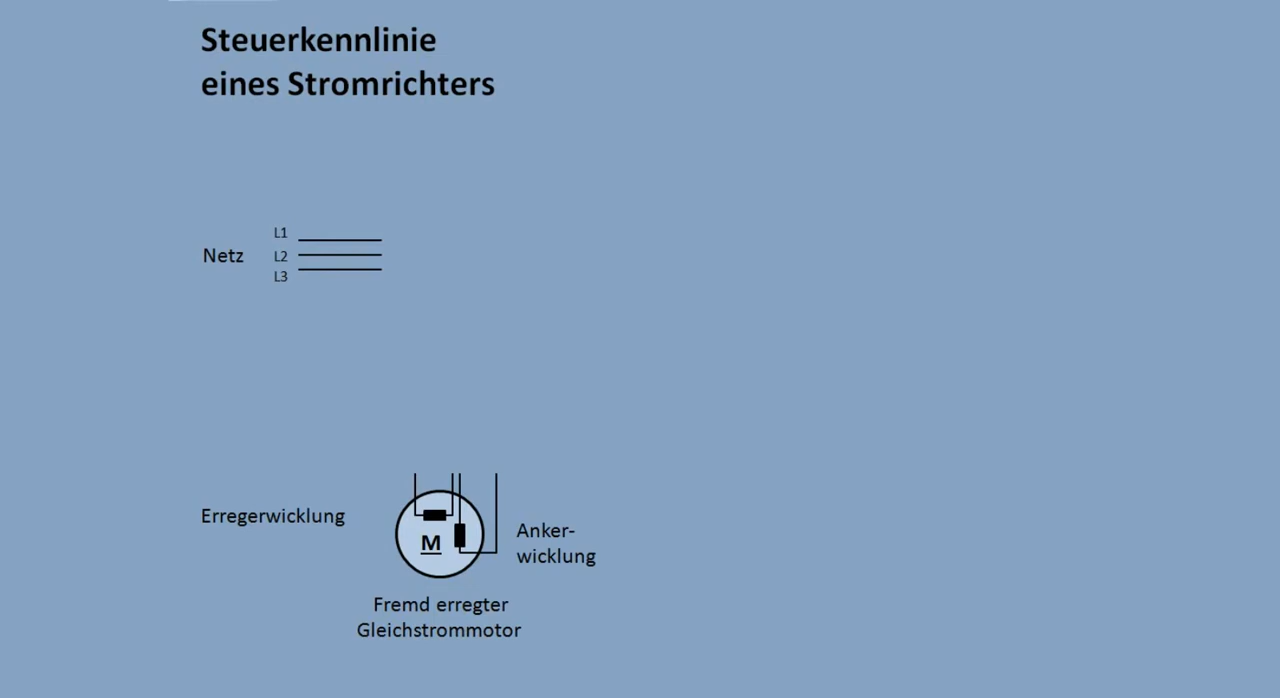 Steuerkennlinie
eines Stromrichters
L1
Netz
L2
L3
Erregerwicklung
Anker-
wicklung
M
Fremd erregter
Gleichstrommotor